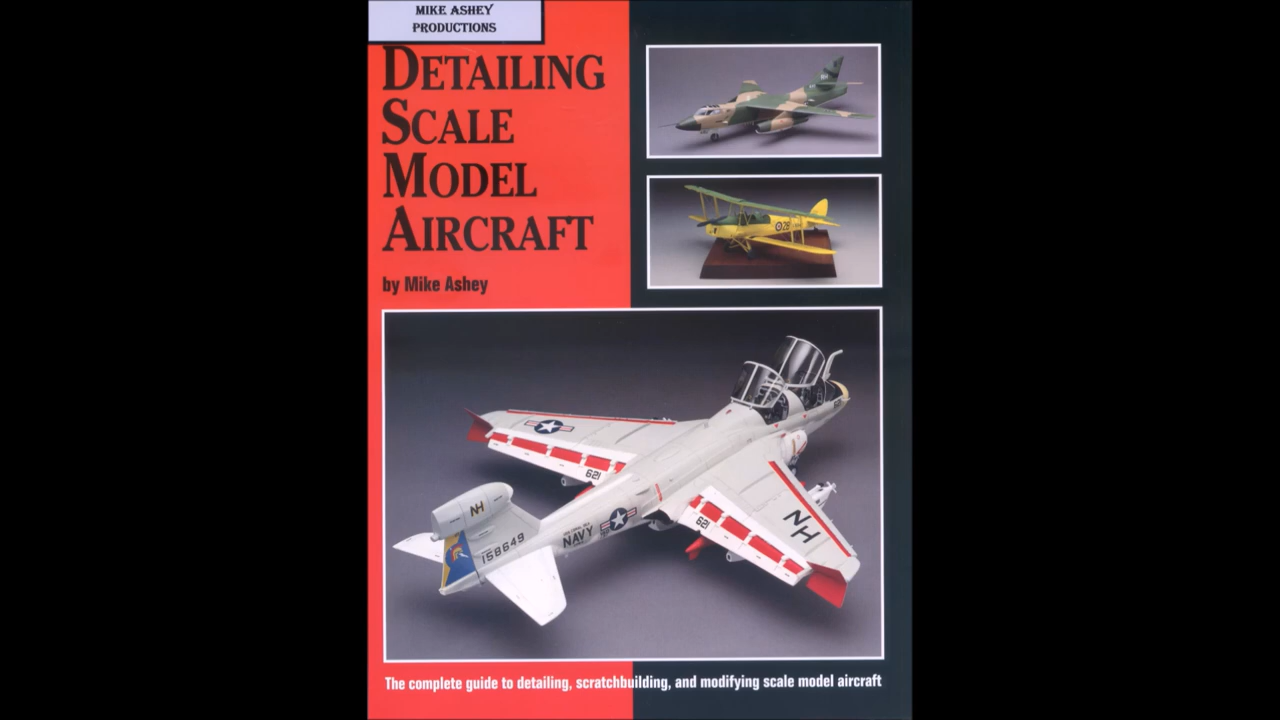 MIKE ASHEY
PRODUCTIONS
DETAILING
SCALE
MODEL
AIRCRAFT
by Mike Ashey
NH
158649
NAVY
621
621
NH
The complete guide to detailing, scratchbuilding, and modifying scale model aircraft